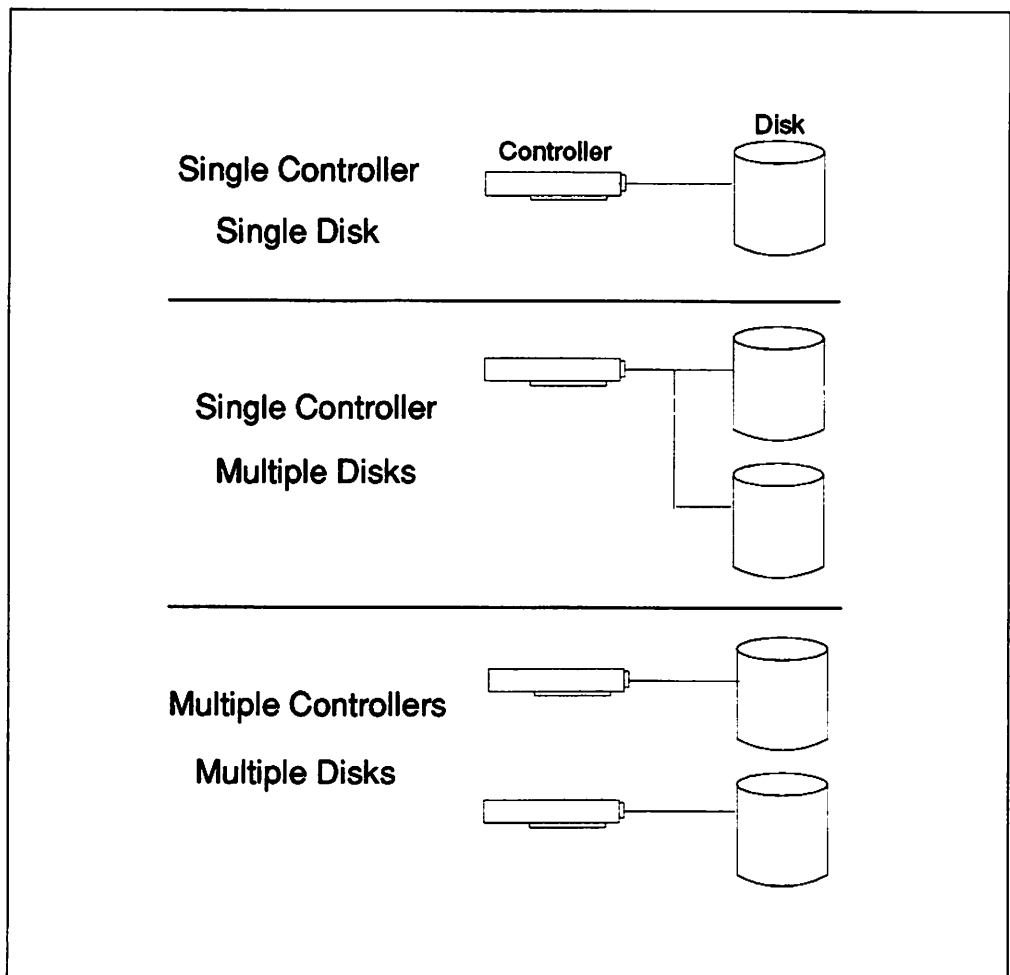 Single Controller
Single Disk
Controller
Disk
Single Controller
Multiple Disks
Multiple Controllers
Multiple Disks